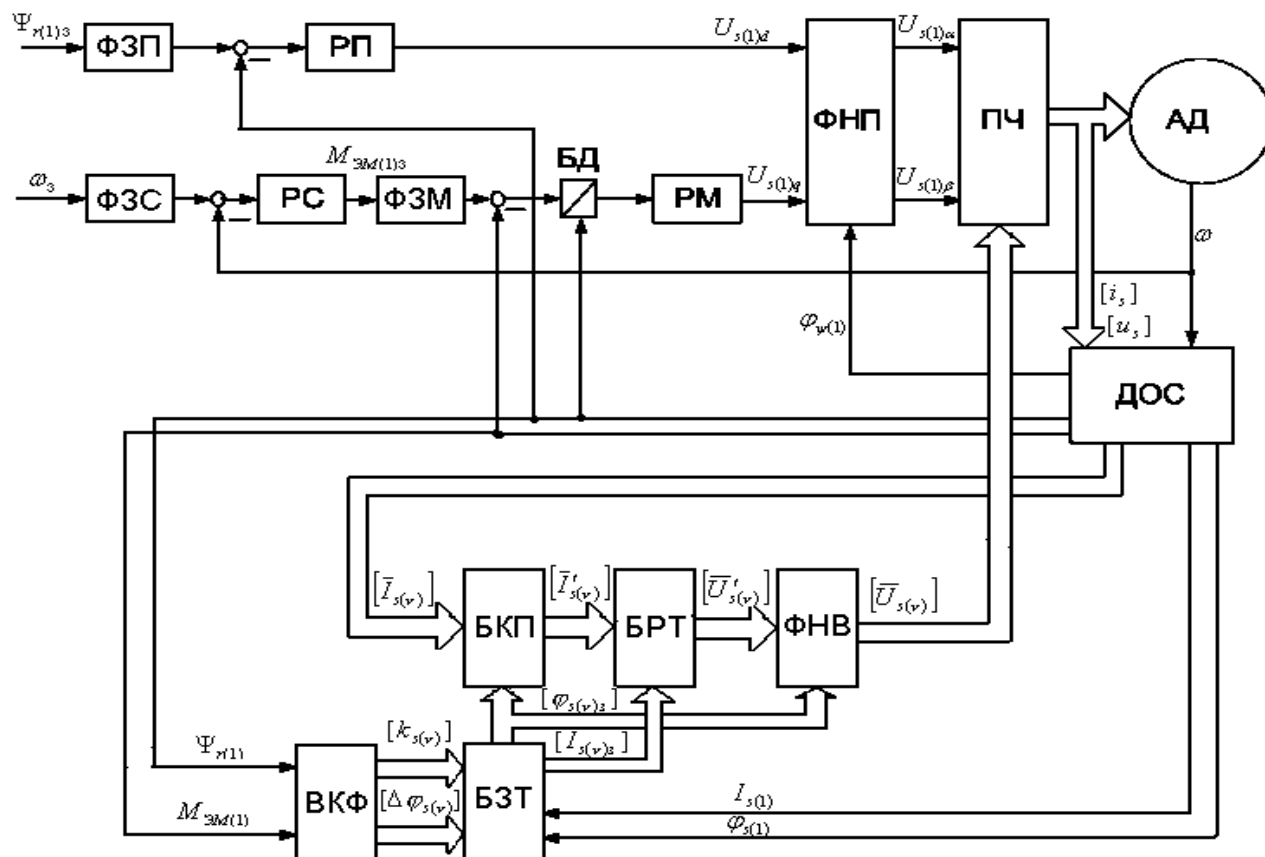 Ψr(1)з
ФЗП
РП
Us(1)d
ФНП
Us(1)α
ПЧ
АД
ωз
ФЗС
РС
MЭМ(1)з
ФЗМ
БД
РМ
Us(1)q
Us(1)β
ω
φψ(1)
[is]
[us]
ДОС
[Īs(ν)]
БКП
[Ī's(ν)]
БРТ
[Ū's(ν)]
ФНВ
[Ūs(ν)]
[φs(ν)з]
[Is(ν)з]
Ψr(1)
MЭМ(1)
ВКФ
[ks(ν)]
[Δφs(ν)]
БЗТ
Is(1)
φs(1)